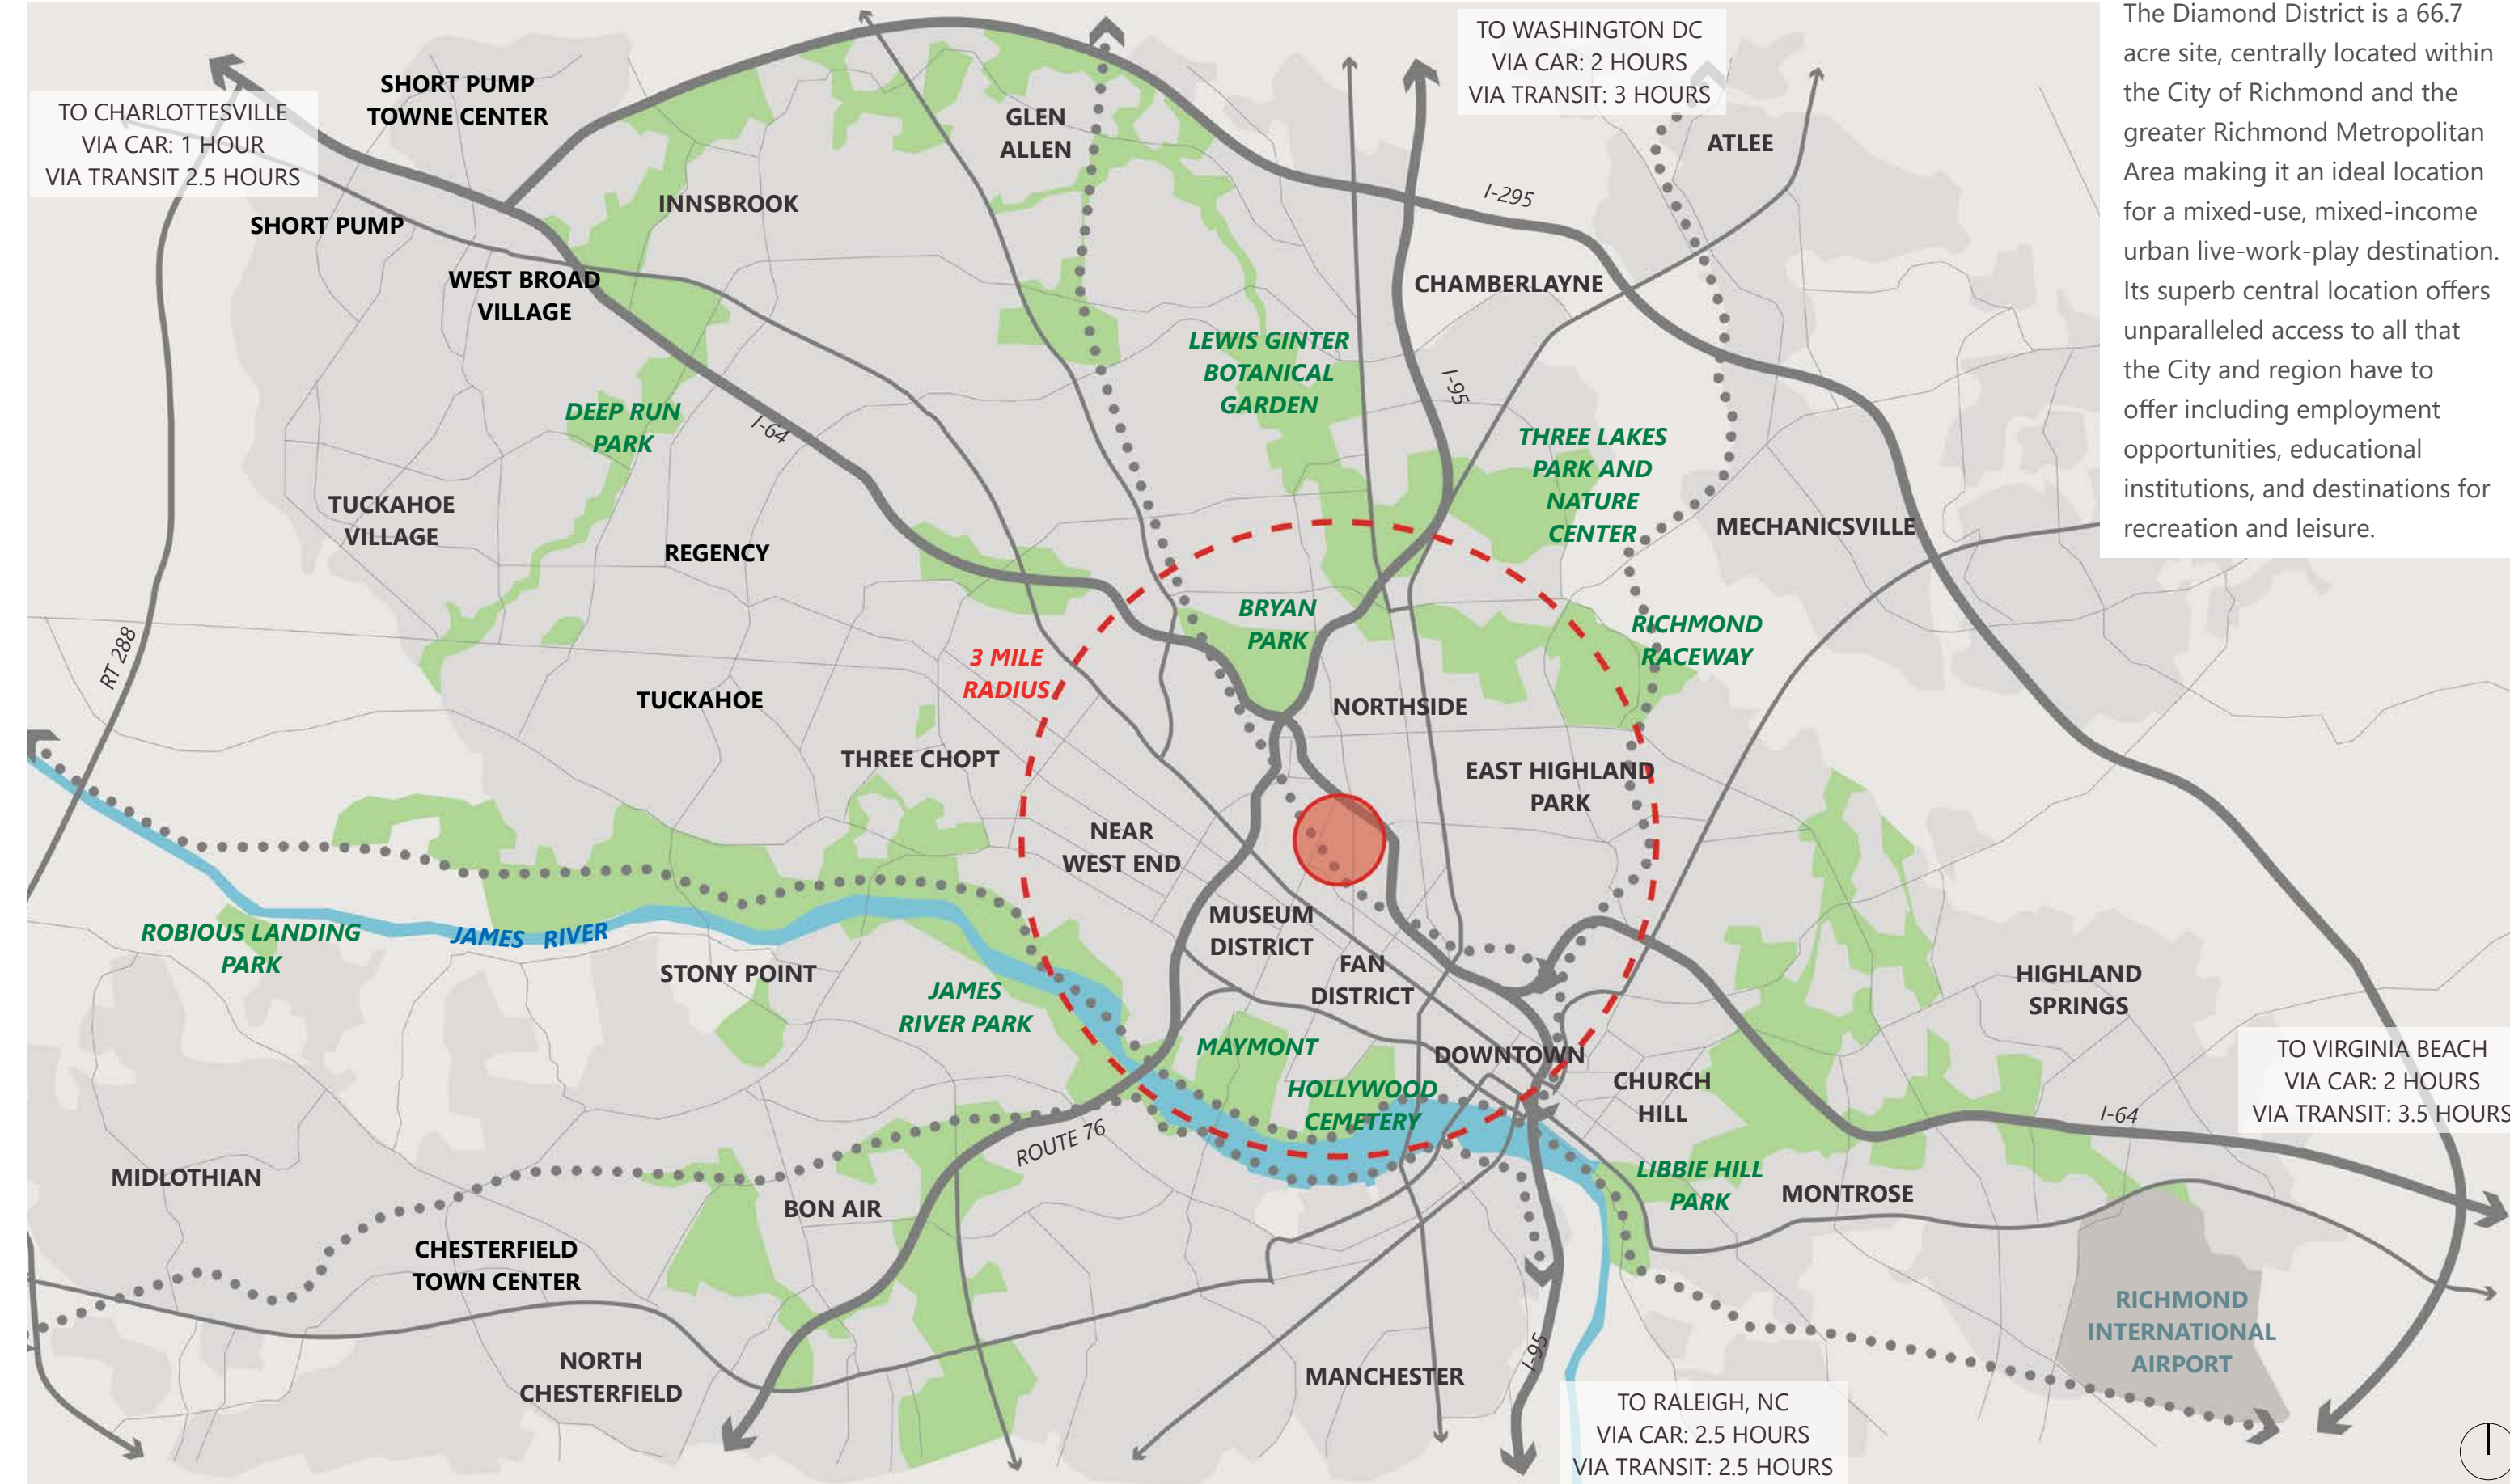 TO WASHINGTON DC
VIA CAR: 2 HOURS
VIA TRANSIT: 3 HOURS
The Diamond District is a 66.7
acre site, centrally located within
the City of Richmond and the
greater Richmond Metropolitan
Area making it an ideal location
for a mixed-use, mixed-income
urban live-work-play destination.
Its superb central location offers
unparalleled access to all that
the City and region have to
offer including employment
opportunities, educational
institutions, and destinations for
recreation and leisure.
TO CHARLOTTESVILLE
VIA CAR: 1 HOUR
VIA TRANSIT 2.5 HOURS
SHORT PUMP
TOWNE CENTER
GLEN
ALLEN
ATLEE
SHORT PUMP
INNSBROOK
I-295
WEST BROAD
VILLAGE
CHAMBERLAYNE
LEWIS GINTER
BOTANICAL
GARDEN
I-95
DEEP RUN
PARK
I-64
THREE LAKES
PARK AND
NATURE
CENTER
TUCKAHOE
VILLAGE
REGENCY
MECHANICSVILLE
BRYAN
PARK
RICHMOND
RACEWAY
RT 288
3 MILE
RADIUS
TUCKAHOE
NORTHSIDE
THREE CHOPT
EAST HIGHLAND
PARK
NEAR
WEST END
MUSEUM
DISTRICT
FAN
DISTRICT
ROBIOUS LANDING
PARK
JAMES RIVER
STONY POINT
JAMES
RIVER PARK
HIGHLAND
SPRINGS
MAYMONT
DOWNTOWN
HOLLYWOOD
CEMETERY
CHURCH
HILL
TO VIRGINIA BEACH
VIA CAR: 2 HOURS
VIA TRANSIT: 3.5 HOURS
I-64
ROUTE 76
MIDLOTHIAN
BON AIR
LIBBIE HILL
PARK
MONTROSE
CHESTERFIELD
TOWN CENTER
RICHMOND
INTERNATIONAL
AIRPORT
NORTH
CHESTERFIELD
MANCHESTER
I-95
TO RALEIGH, NC
VIA CAR: 2.5 HOURS
VIA TRANSIT: 2.5 HOURS